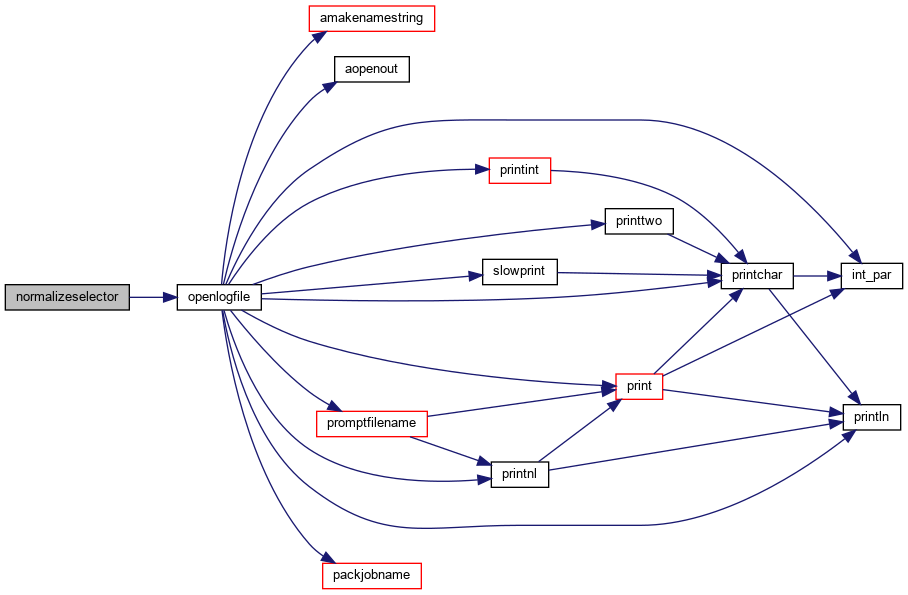 amakenamestring
aopenout
printint
printtwo
slowprint
printchar
int_par
normalizeselector
openlogfile
print
println
promptfilename
printnl
packjobname